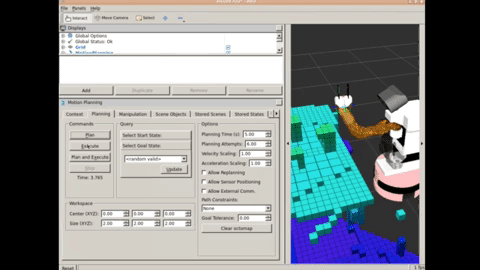 File Panels Help
Interact Move Camera Select
Displays
Global Options
Global Status: Ok
Grid
MotionPlanning
Add Duplicate Remove Rename
Motion Planning
Context Planning Manipulation Scene Objects Stored Scenes Stored States
Commands Query Options
Plan Select Start State: Planning Time (s): 5.00
Execute Select Goal State: Planning Attempts: 6.00
Plan and Execute <random valid> Velocity Scaling: 1.00
Stop Update Acceleration Scaling: 1.00
Time: 3.765 Allow Replanning
Allow Sensor Positioning
Allow External Comm.
Workspace Path Constraints:
Center (XYZ): 0.00 0.00 0.00 None
Size (XYZ): 2.00 2.00 2.00 Goal Tolerance: 0.00
Clear octomap
Reset 1 fps